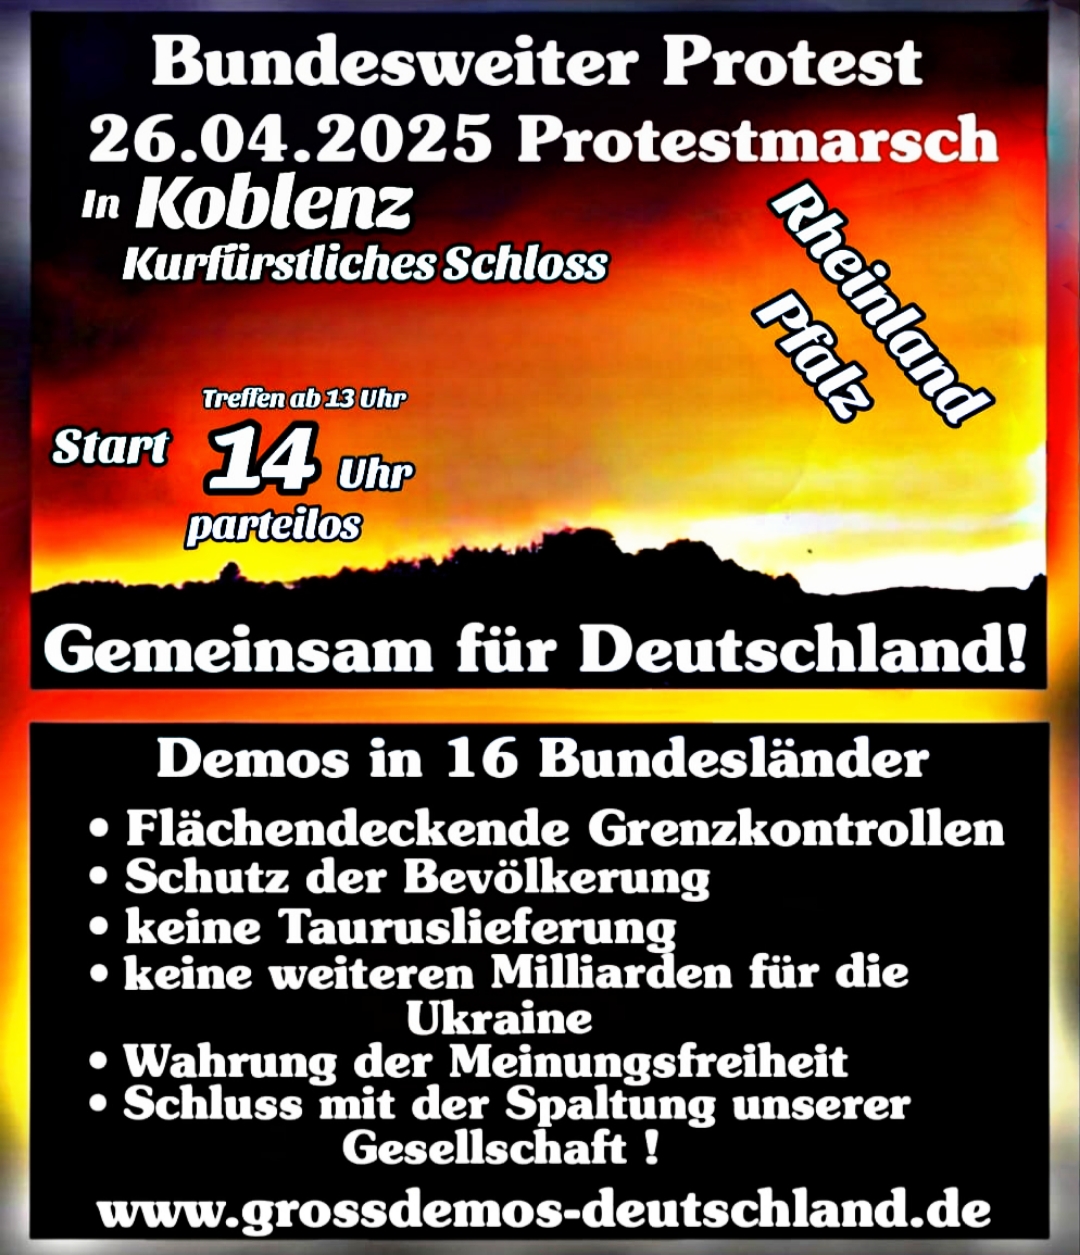 Bundesweiter Protest
26.04.2025 Protestmarsch
In Koblenz
Kurfürstliches Schloss
Rheinland
Pfalz
Treffen ab 13 Uhr
Start 14 Uhr
parteilos
Gemeinsam für Deutschland!
Demos in 16 Bundesländer
• Flächendeckende Grenzkontrollen
• Schutz der Bevölkerung
• keine Tauruslieferung
• keine weiteren Milliarden für die
Ukraine
• Wahrung der Meinungsfreiheit
• Schluss mit der Spaltung unserer
Gesellschaft !
www.grossdemos-deutschland.de